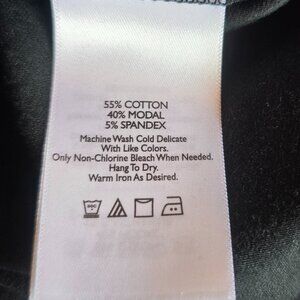 55% COTTON
40% MODAL
5% SPANDEX
Machine Wash Cold Delicate
With Like Colors.
Only Non-Chlorine Bleach When Needed.
Hang To Dry.
Warm Iron As Desired.